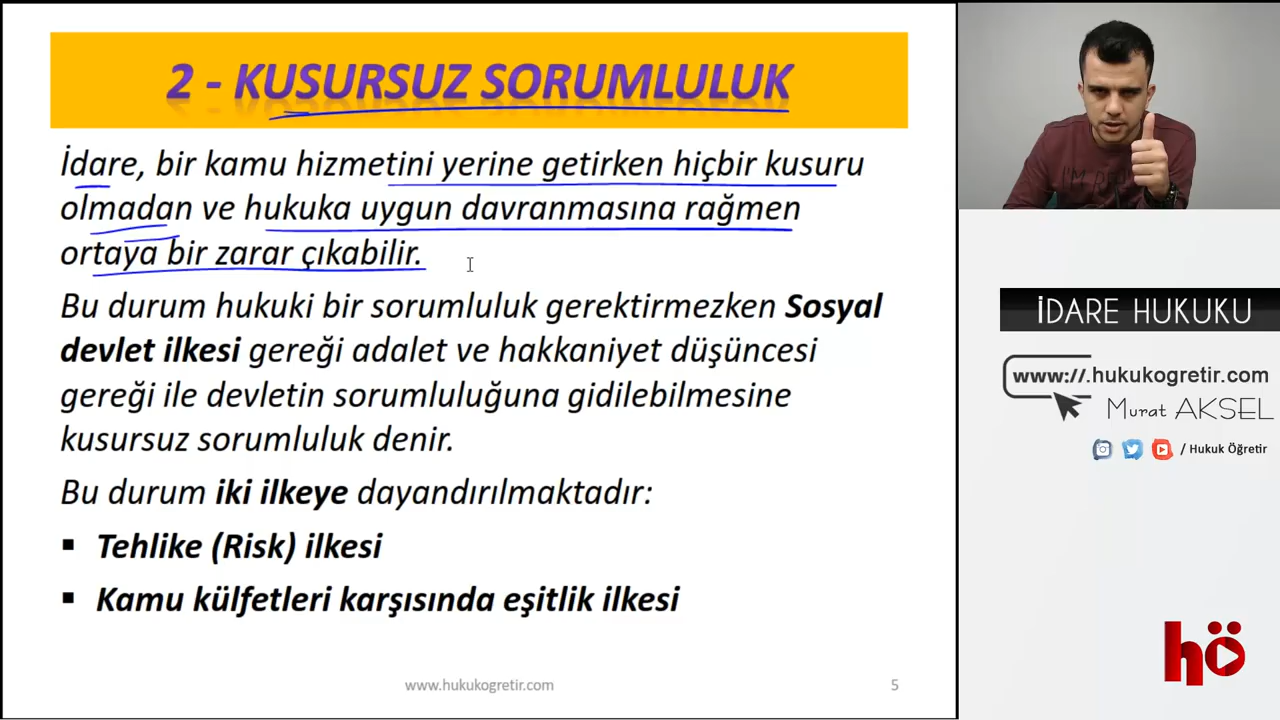 2 - KUSURSUZ SORUMLULUK
İdare, bir kamu hizmetini yerine getirken hiçbir kusuru
olmadan ve hukuka uygun davranmasına rağmen
ortaya bir zarar çıkabilir.
Bu durum hukuki bir sorumluluk gerektirmezken Sosyal
devlet ilkesi gereği adalet ve hakkaniyet düşüncesi
gereği ile devletin sorumluluğuna gidilebilmesine
kusursuz sorumluluk denir.
Bu durum iki ilkeye dayandırılmaktadır:
▪ Tehlike (Risk) ilkesi
▪ Kamu külfetleri karşısında eşitlik ilkesi
www.hukukogretir.com
5
I'M
İDARE HUKUKU
www://.hukukogretir.com
Murat AKSEL
/ Hukuk Öğretir
hö